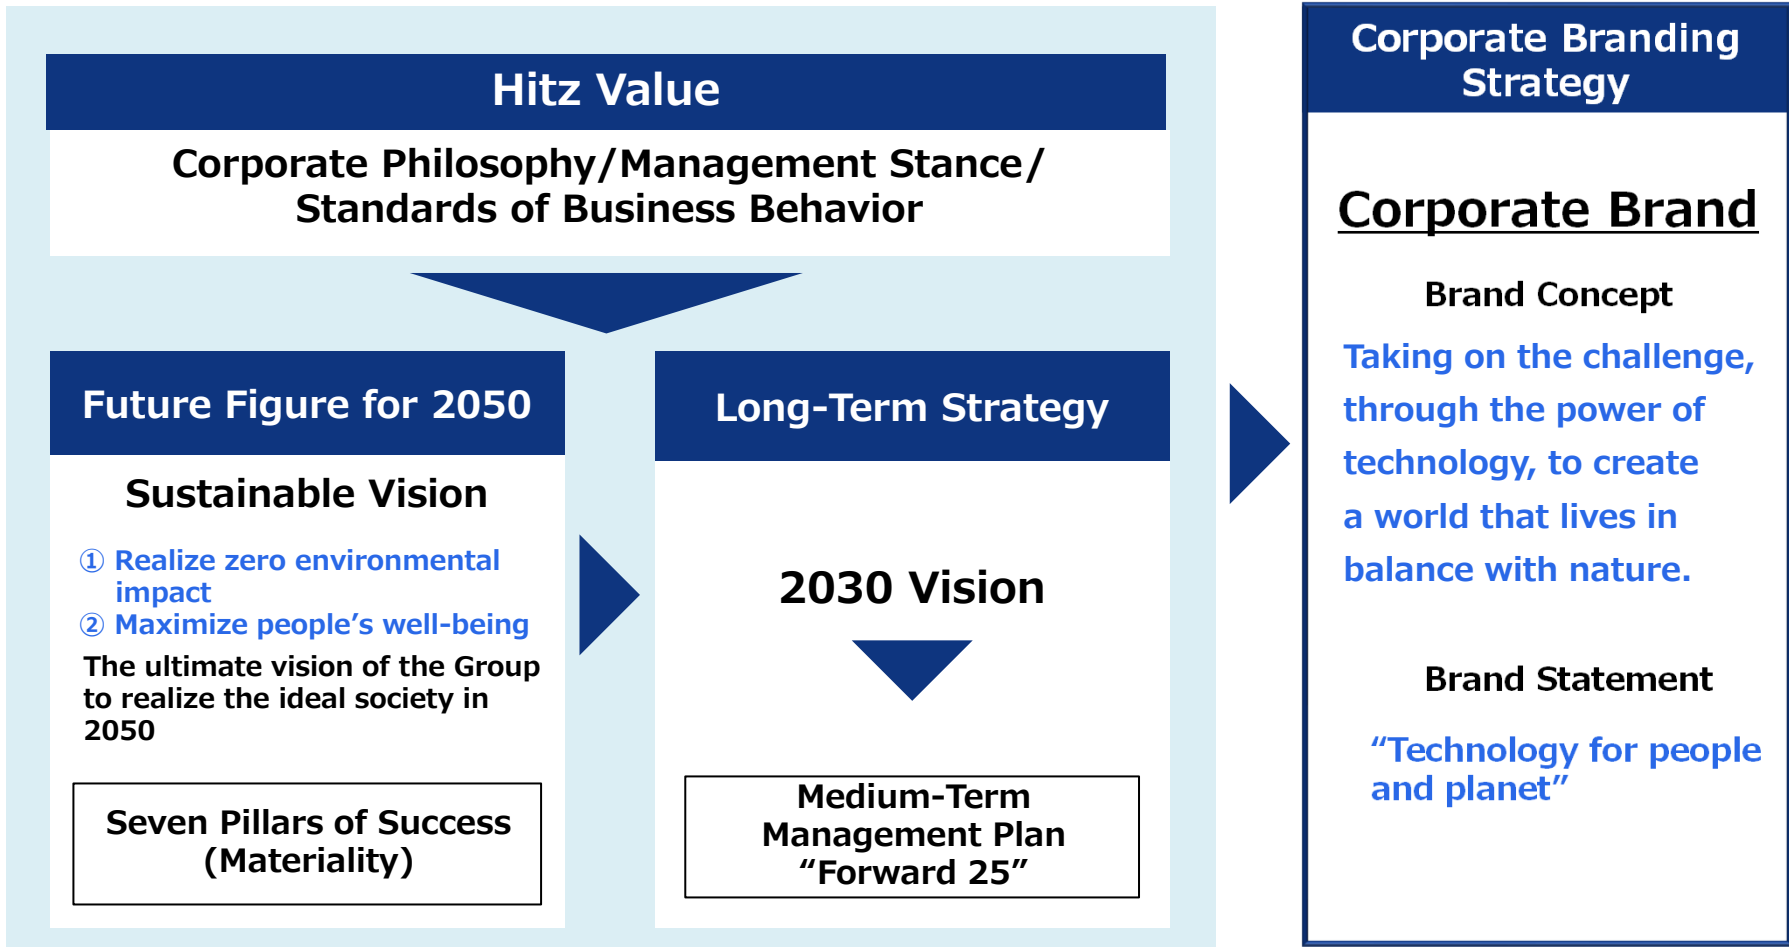 Hitz Value
Corporate Philosophy/Management Stance/
Standards of Business Behavior
Future Figure for 2050
Sustainable Vision
① Realize zero environmental
impact
② Maximize people’s well-being
The ultimate vision of the Group
to realize the ideal society in
2050
Seven Pillars of Success
(Materiality)
Long-Term Strategy
2030 Vision
Medium-Term
Management Plan
“Forward 25”
Corporate Branding
Strategy
Corporate Brand
Brand Concept
Taking on the challenge,
through the power of
technology, to create
a world that lives in
balance with nature.
Brand Statement
“Technology for people
and planet”